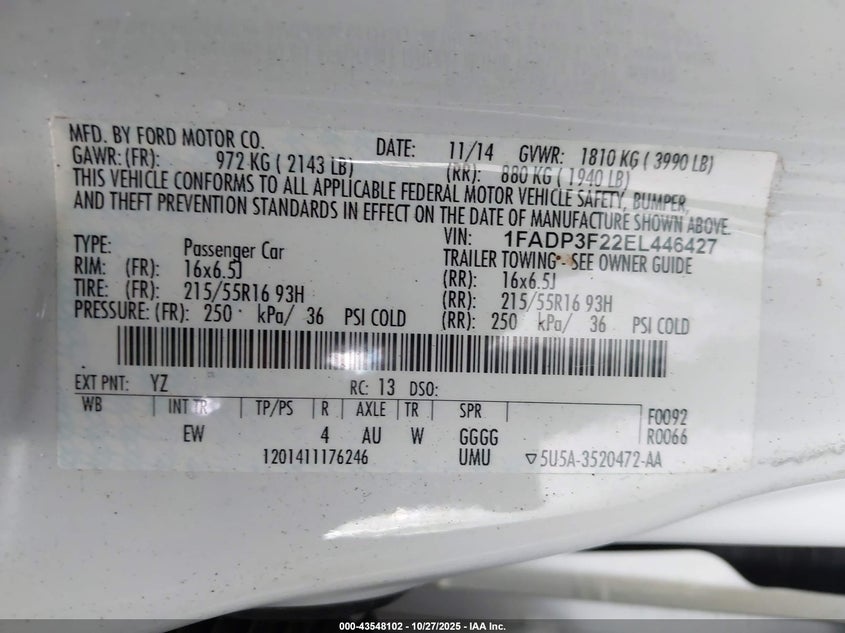 MFD. BY FORD MOTOR CO. DATE: 11/14 GVWR: 1810 KG ( 3990 LB)
GAWR: (FR): 972 KG ( 2143 LB) (RR): 880 KG ( 1940 LB)
THIS VEHICLE CONFORMS TO ALL APPLICABLE FEDERAL MOTOR VEHICLE SAFETY, BUMPER,
AND THEFT PREVENTION STANDARDS IN EFFECT ON THE DATE OF MANUFACTURE SHOWN ABOVE.
VIN: 1FADP3F22EL446427
TYPE: Passenger Car TRAILER TOWING - SEE OWNER GUIDE
RIM: (FR): 16x6.5J (RR): 16x6.5J
TIRE: (FR): 215/55R16 93H (RR): 215/55R16 93H
PRESSURE: (FR): 250 kPa/ 36 PSI COLD (RR): 250 kPa/ 36 PSI COLD
EXT PNT: YZ RC: 13 DSO:
WB INT TR TP/PS R AXLE TR SPR F0092
EW 4 AU W GGGG R0066
1201411176246 UMU ▽5U5A-3520472-AA
000-43548102 - 10/27/2025 - IAA Inc.